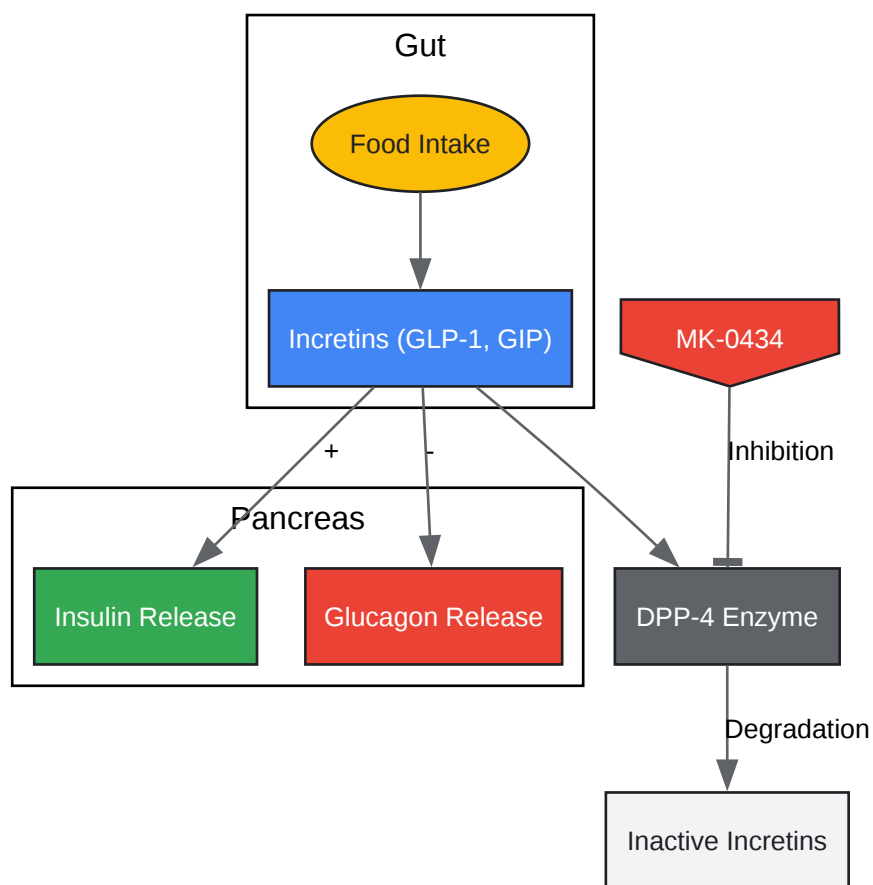 Gut
Food Intake
Incretins (GLP-1, GIP)
MK-0434
+
-
Inhibition
Pancreas
Insulin Release
Glucagon Release
DPP-4 Enzyme
Degradation
Inactive Incretins